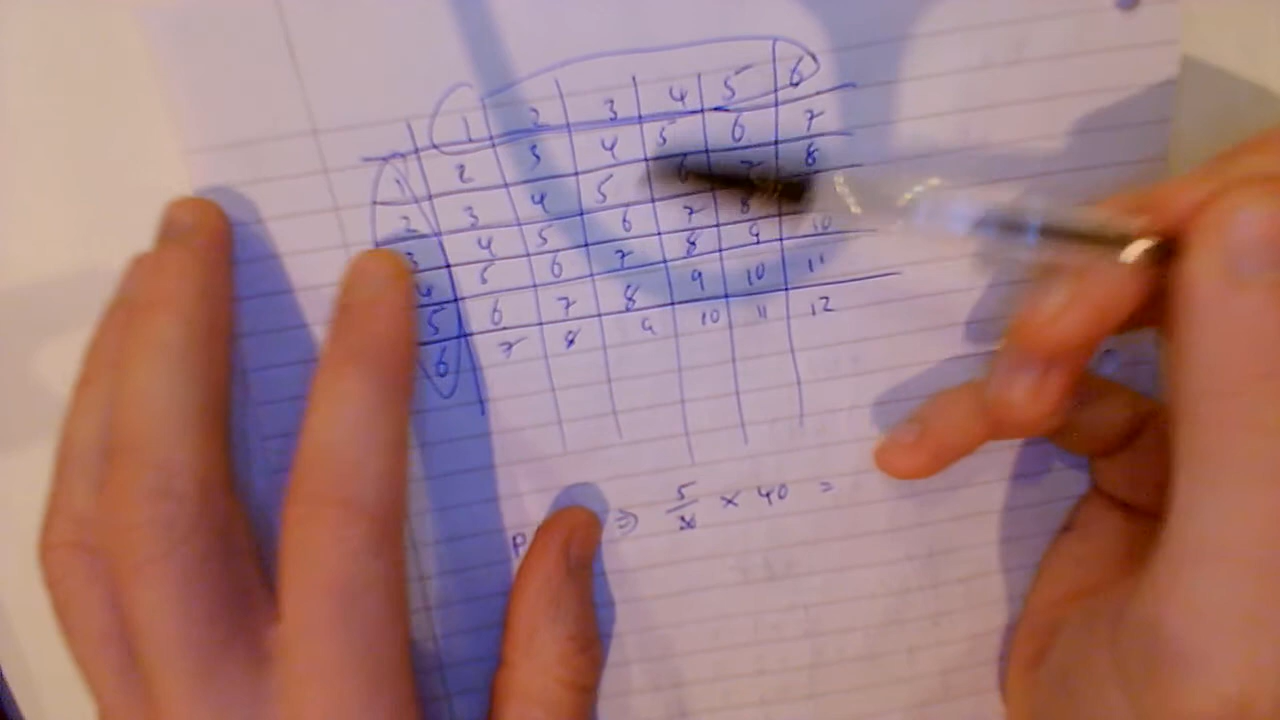 1 2 3 4 5 6
1 2 3 4 5 6 7
2 3 4 5 6 7 8
3 4 5 6 7 8
4 5 6 7 8 9 10
5 6 7 8 9 10 11
6 7 8 9 10 11 12
P ⇒ 5/36 × 40 =